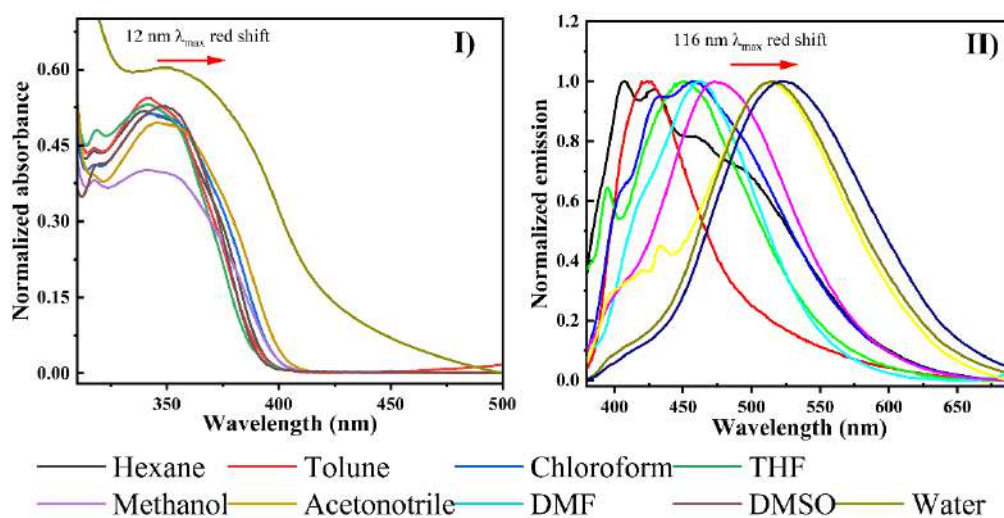 12 nm λmax red shift
I)
0.60
0.45
0.30
0.15
0.00
Normalized absorbance
350 400 450 500
Wavelength (nm)
116 nm λmax red shift
II)
1.2
1.0
0.8
0.6
0.4
0.2
0.0
Normalized emission
400 450 500 550 600 650
Wavelength (nm)
Hexane Tolune Chloroform THF
Methanol Acetonotrile DMF DMSO Water